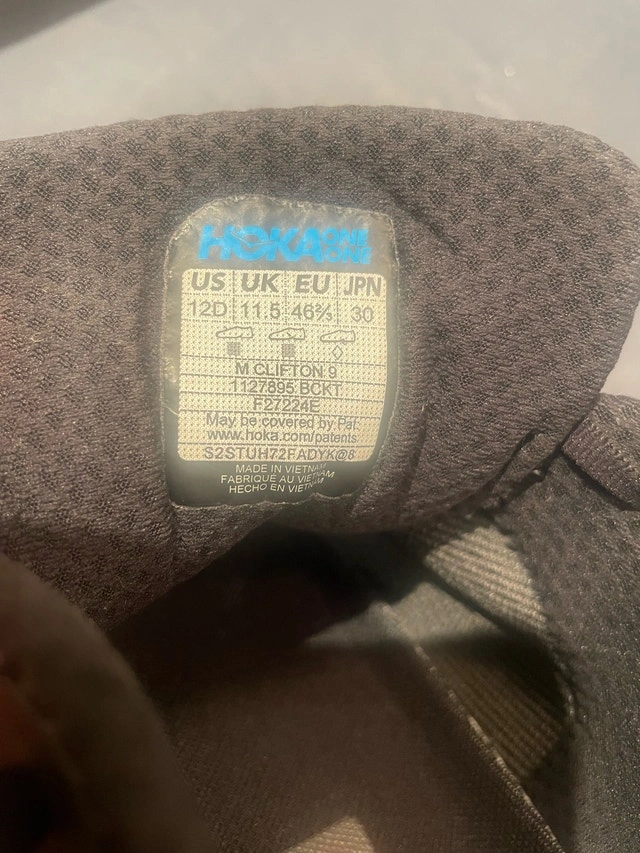 HOKA ONE ONE
US UK EU JPN
12D 11.5 46⅔ 30
M CLIFTON 9
1127895 BCKT
F27224E
May be covered by Pat:
www.hoka.com/patents
S2STUH72FADYK@8
MADE IN VIETNAM
FABRIQUÉ AU VIETNAM
HECHO EN VIETNAM